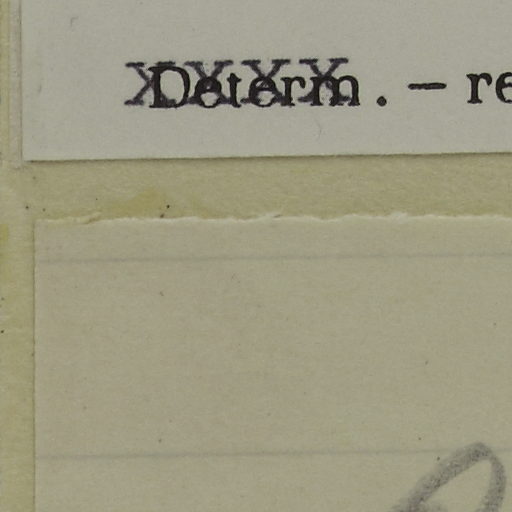 Determ. – re